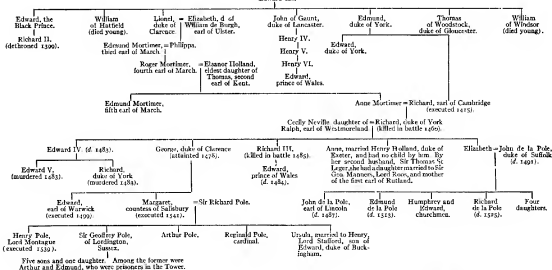 Edward, the
Black Prince.
Richard II.
(dethroned 1399).
William
of Hatfield
(died young).
Lionel,
duke of
Clarence
= Elizabeth, d of
William de Burgh,
earl of Ulster.
John of Gaunt,
duke of Lancaster.
Henry IV.
Henry V.
Henry VI.
Edward,
prince of Wales.
Edmund,
duke of York.
Edward,
duke of York.
Thomas
of Woodstock,
duke of Gloucester.
William
of Windsor
(died young).
Edmund Mortimer, = Philippa.
third earl of March.
Roger Mortimer,
fourth earl of March.
= Eleanor Holland,
eldest daughter of
Thomas, second
earl of Kent.
Edmund Mortimer,
fifth earl of March.
Anne Mortimer = Richard, earl of Cambridge
(executed 1415).
Cecily Neville daughter of
Ralph, earl of Westmorland
= Richard, duke of York
(killed in battle 1460).
Edward IV. (d. 1483).
George, duke of Clarence
(attainted 1478).
Richard III.
(killed in battle 1485).
Edward,
prince of Wales
(d. 1484).
Anne, married Henry Holland, duke of
Exeter, and had no child by him. By
her second husband, Sir Thomas St.
Leger, she had a daughter married to Sir
Geo. Manners, Lord Roos, and mother
of the first earl of Rutland.
Elizabeth = John de la Pole,
duke of Suffolk
(d. 1491).
Edward V.
(murdered 1483).
Richard,
duke of York
(murdered 1483).
Edward,
earl of Warwick
(executed 1499).
Margaret,
countess of Salisbury
(executed 1541).
= Sir Richard Pole.
John de la Pole,
earl of Lincoln
(d. 1487).
Edmund
de la Pole
(d. 1513).
Humphrey and
Edward,
churchmen.
Richard
de la Pole
(d. 1525).
Four
daughters.
Henry Pole,
Lord Montague
(executed 1539).
Sir Geoffrey Pole,
of Lordington,
Sussex.
Arthur Pole.
Reginald Pole,
cardinal.
Ursula, married to Henry,
Lord Stafford, son of
Edward, duke of Buck-
ingham.
Five sons and one daughter. Among the former were
Arthur and Edmund, who were prisoners in the Tower.